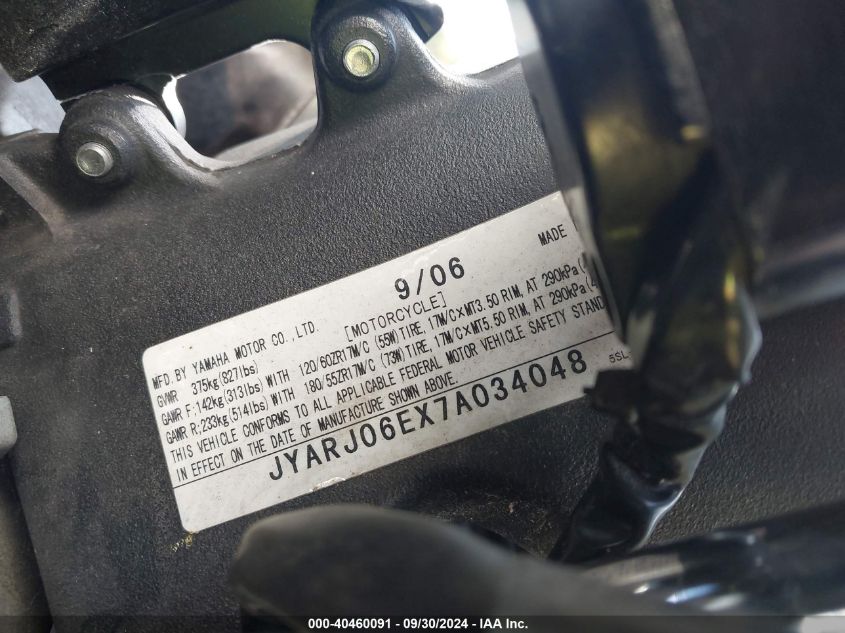 9/06 MADE
MFD. BY YAMAHA MOTOR CO., LTD. [MOTORCYCLE]
GVWR 375kg(827lbs)
GAWR F:142kg(313lbs) WITH 120/60ZR17M/C (55W) TIRE, 17M/C×MT3.50 RIM, AT 290kPa(
GAWR R:233kg(514lbs) WITH 180/55ZR17M/C (73W) TIRE, 17M/C×MT5.50 RIM, AT 290kPa(
THIS VEHICLE CONFORMS TO ALL APPLICABLE FEDERAL MOTOR VEHICLE SAFETY STAND
IN EFFECT ON THE DATE OF MANUFACTURE SHOWN ABOVE.
JYARJ06EX7A034048 5SL
000-40460091 - 09/30/2024 - IAA Inc.